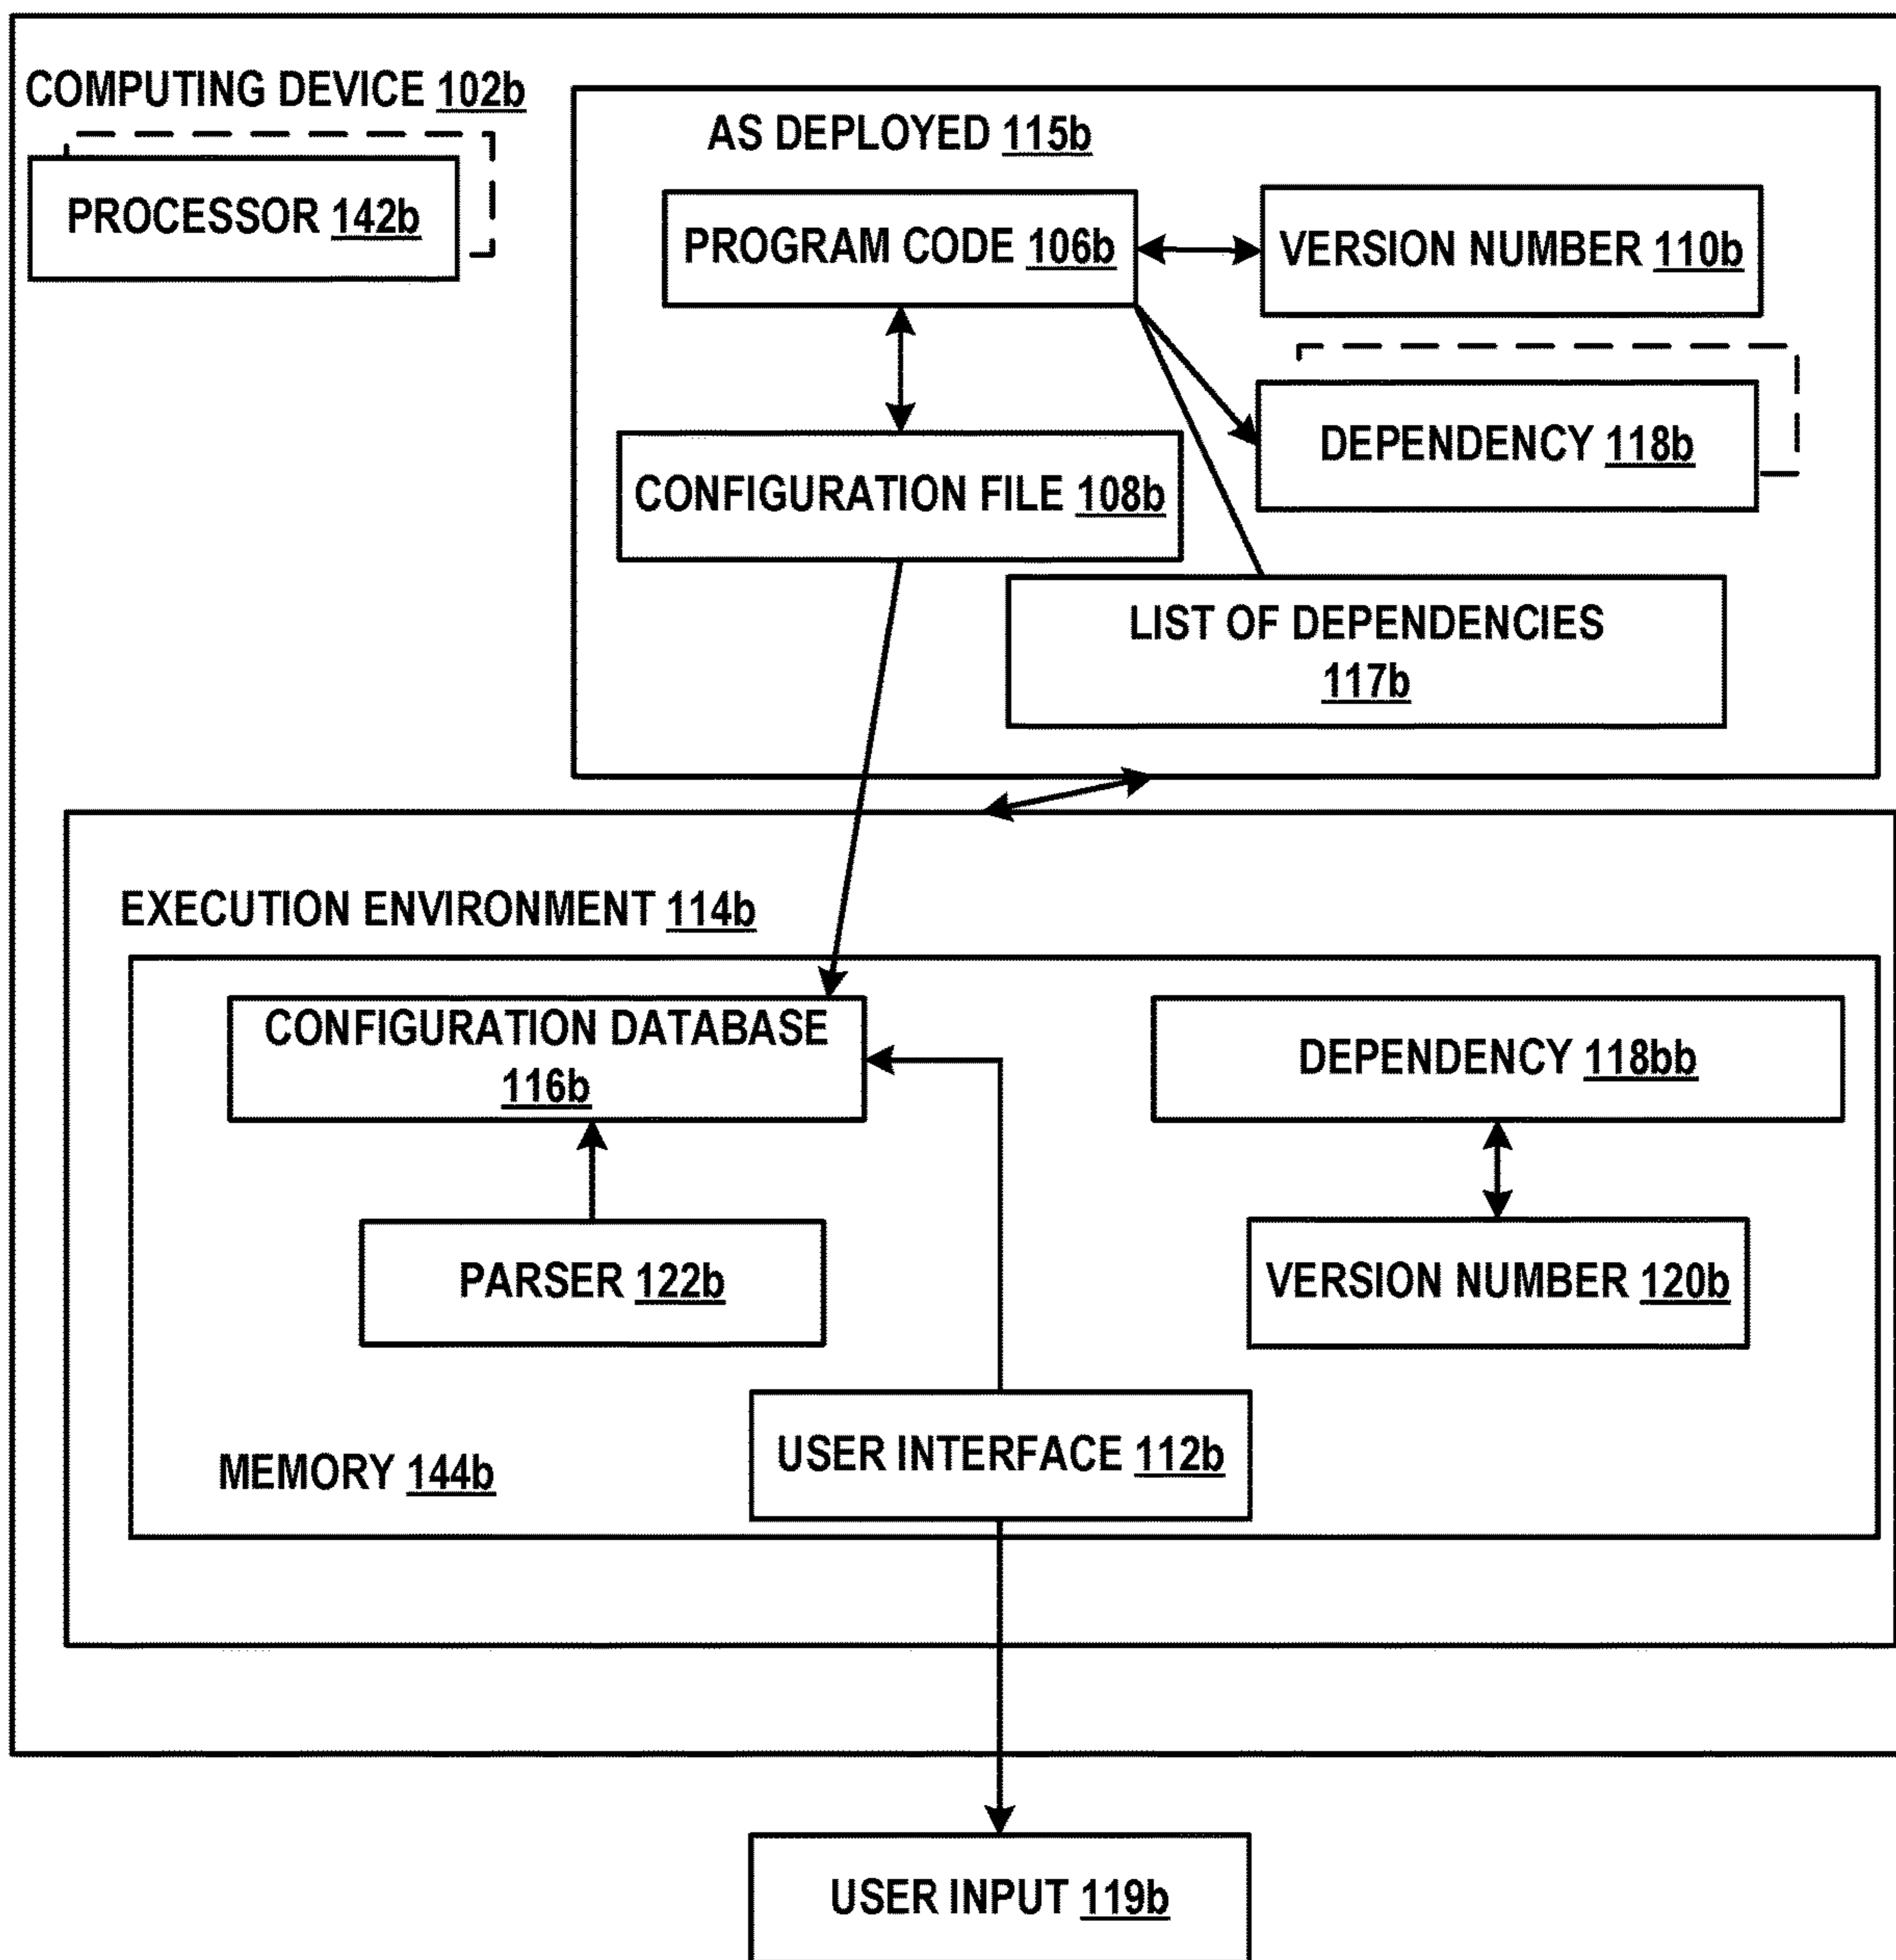 COMPUTING DEVICE 102b
PROCESSOR 142b
AS DEPLOYED 115b
PROGRAM CODE 106b
VERSION NUMBER 110b
DEPENDENCY 118b
CONFIGURATION FILE 108b
LIST OF DEPENDENCIES
117b
EXECUTION ENVIRONMENT 114b
CONFIGURATION DATABASE
116b
DEPENDENCY 118bb
PARSER 122b
VERSION NUMBER 120b
USER INTERFACE 112b
MEMORY 144b
USER INPUT 119b